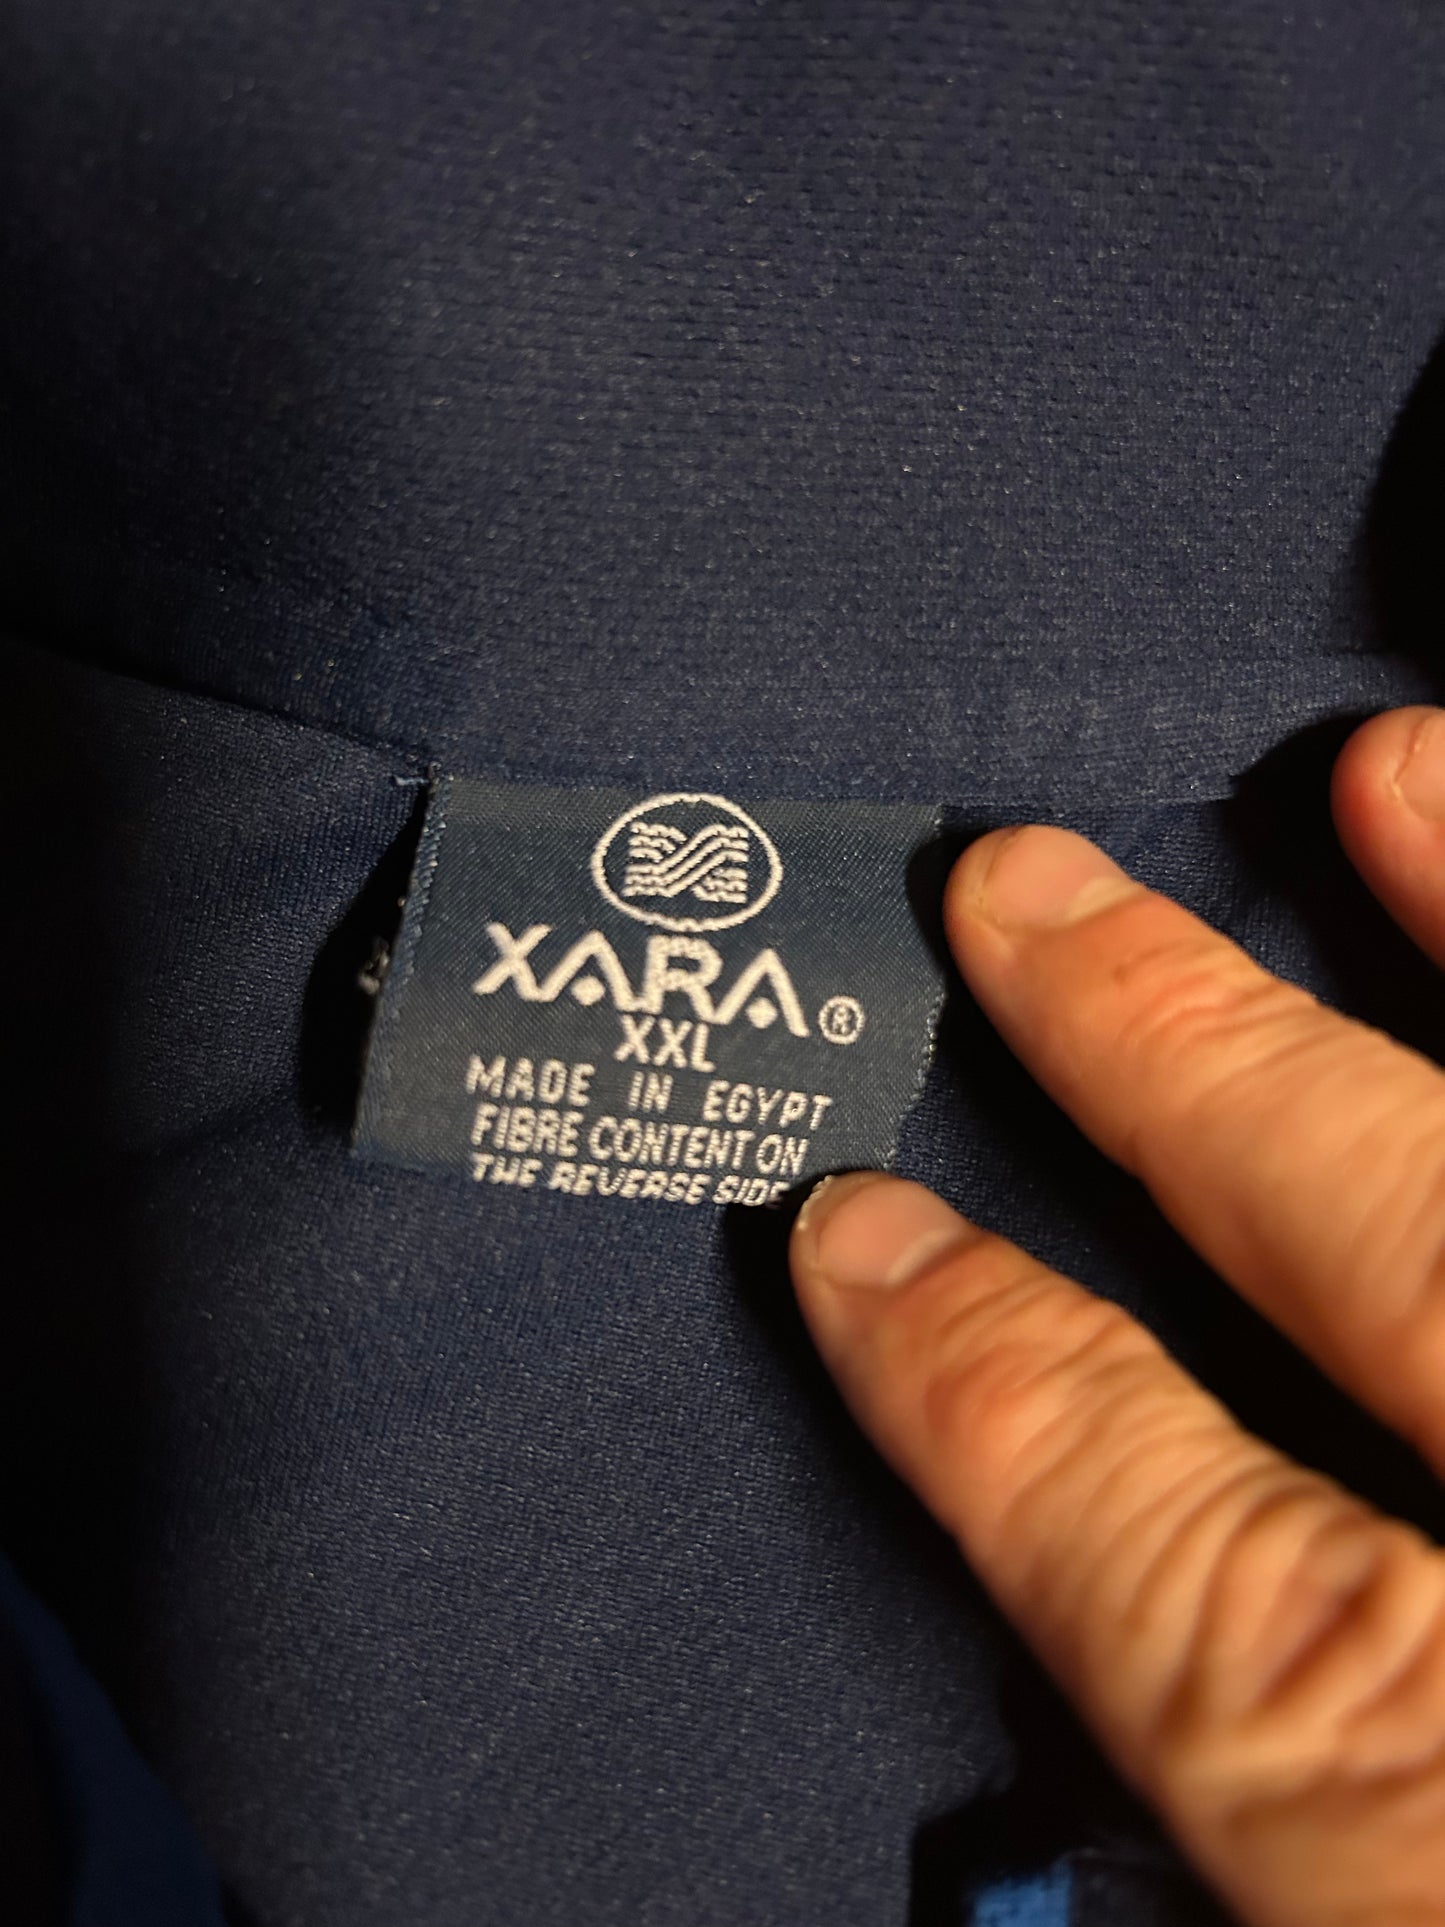 XARA®
XXL
MADE IN EGYPT
FIBRE CONTENT ON
THE REVERSE SIDE